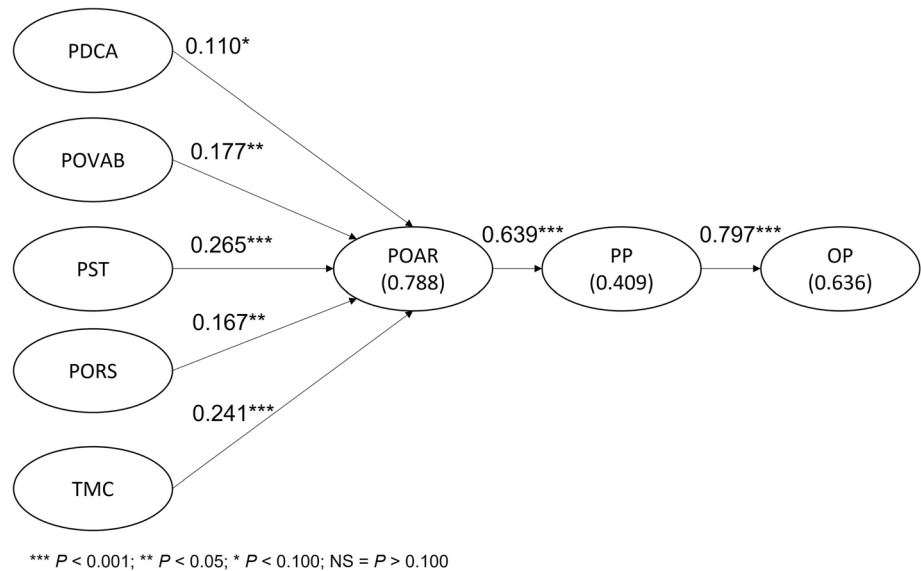 PDCA
0.110*
POVAB
0.177**
PST
0.265***
PORS
0.167**
TMC
0.241***
POAR
(0.788)
0.639***
PP
(0.409)
0.797***
OP
(0.636)
*** P < 0.001; ** P < 0.05; * P < 0.100; NS = P > 0.100